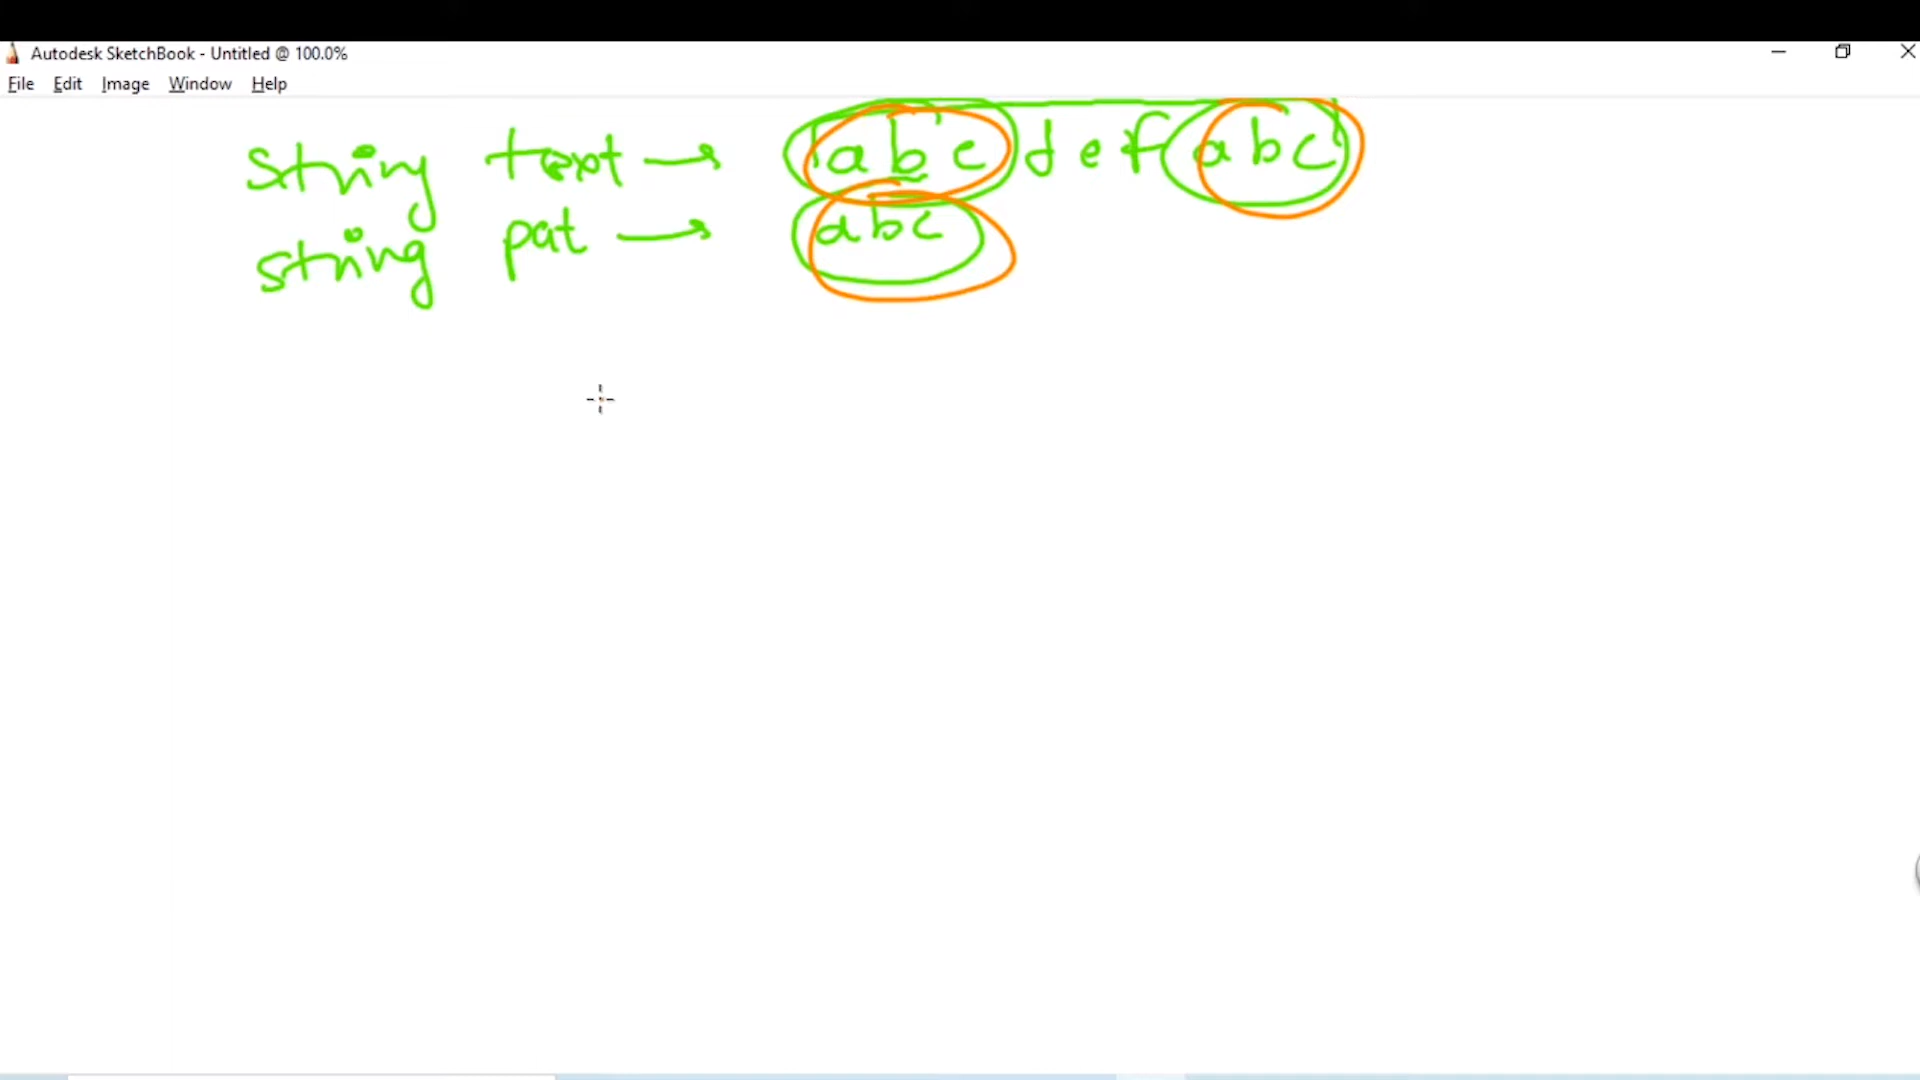 Autodesk SketchBook - Untitled @ 100.0%
File Edit Image Window Help
string text → abcdefabc
string pat → abc